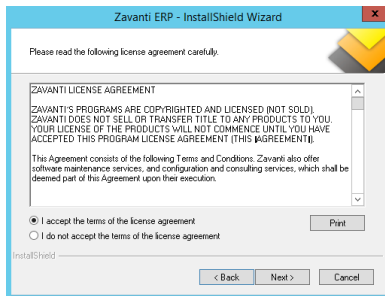 Zavanti ERP - InstallShield Wizard
x
Please read the following license agreement carefully.
ZAVANTI LICENSE AGREEMENT
ZAVANTI'S PROGRAMS ARE COPYRIGHTED AND LICENSED (NOT SOLD).
ZAVANTI DOES NOT SELL OR TRANSFER TITLE TO ANY PRODUCTS TO YOU.
YOUR LICENSE OF THE PRODUCTS WILL NOT COMMENCE UNTIL YOU HAVE
ACCEPTED THIS PROGRAM LICENSE AGREEMENT (THIS |AGREEMENT|).
This Agreement consists of the following Terms and Conditions. Zavanti also offer
software maintenance services, and configuration and consulting services, which shall be
deemed part of this Agreement upon their execution.
I accept the terms of the license agreement
Print
I do not accept the terms of the license agreement
InstallShield
< Back
Next >
Cancel